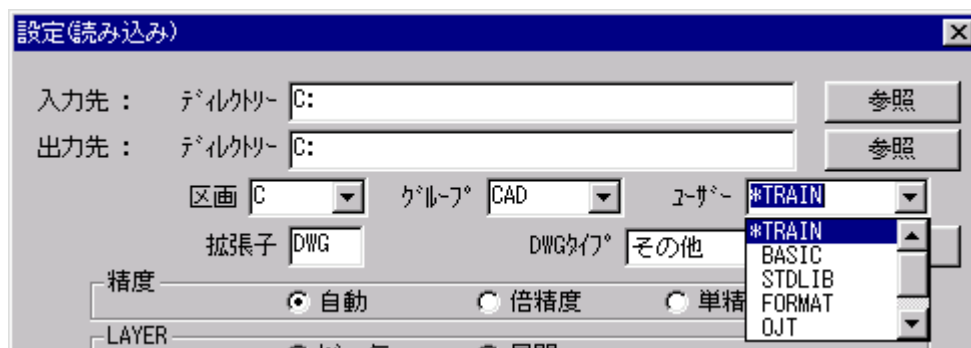 設定(読み込み)
入力先： ﾃﾞｨﾚｸﾄﾘｰ C: 参照
出力先： ﾃﾞｨﾚｸﾄﾘｰ C: 参照
区画 C ｸﾞﾙｰﾌﾟ CAD ﾕｰｻﾞｰ *TRAIN
拡張子 DWG DWGﾀｲﾌﾟ その他
*TRAIN
BASIC
STDLIB
FORMAT
OJT
精度
自動 倍精度 単精
LAYER